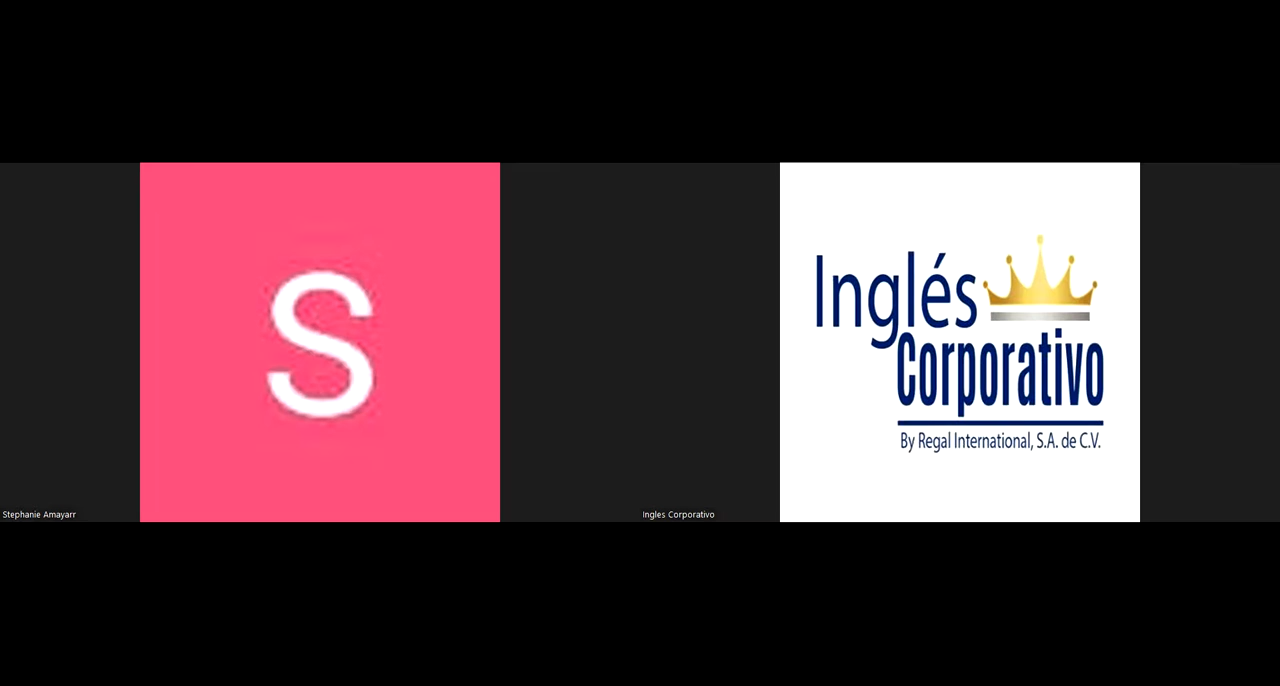 S
Stephanie Amayarr
Inglés
Corporativo
By Regal International, S.A. de C.V.
Ingles Corporativo